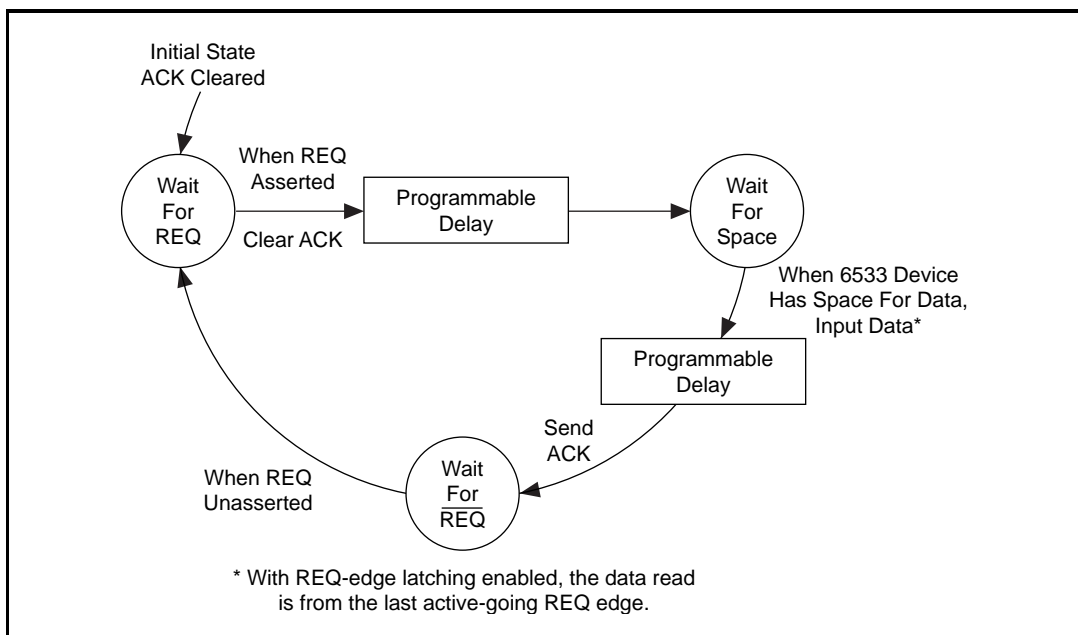 Initial State
ACK Cleared
Wait
For
REQ
When REQ
Asserted
Clear ACK
Programmable
Delay
Wait
For
Space
When 6533 Device
Has Space For Data,
Input Data*
Programmable
Delay
Send
ACK
Wait
For
R̅E̅Q̅
When REQ
Unasserted
* With REQ-edge latching enabled, the data read
is from the last active-going REQ edge.